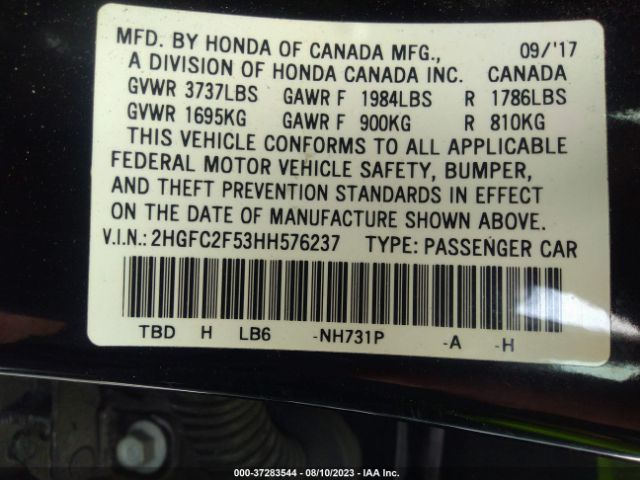 MFD. BY HONDA OF CANADA MFG., 09/'17
A DIVISION OF HONDA CANADA INC. CANADA
GVWR 3737LBS GAWR F 1984LBS R 1786LBS
GVWR 1695KG GAWR F 900KG R 810KG
THIS VEHICLE CONFORMS TO ALL APPLICABLE
FEDERAL MOTOR VEHICLE SAFETY, BUMPER,
AND THEFT PREVENTION STANDARDS IN EFFECT
ON THE DATE OF MANUFACTURE SHOWN ABOVE.
V.I.N.: 2HGFC2F53HH576237 TYPE: PASSENGER CAR
TBD H LB6 -NH731P -A -H
000-37283544 - 08/10/2023 - IAA Inc.